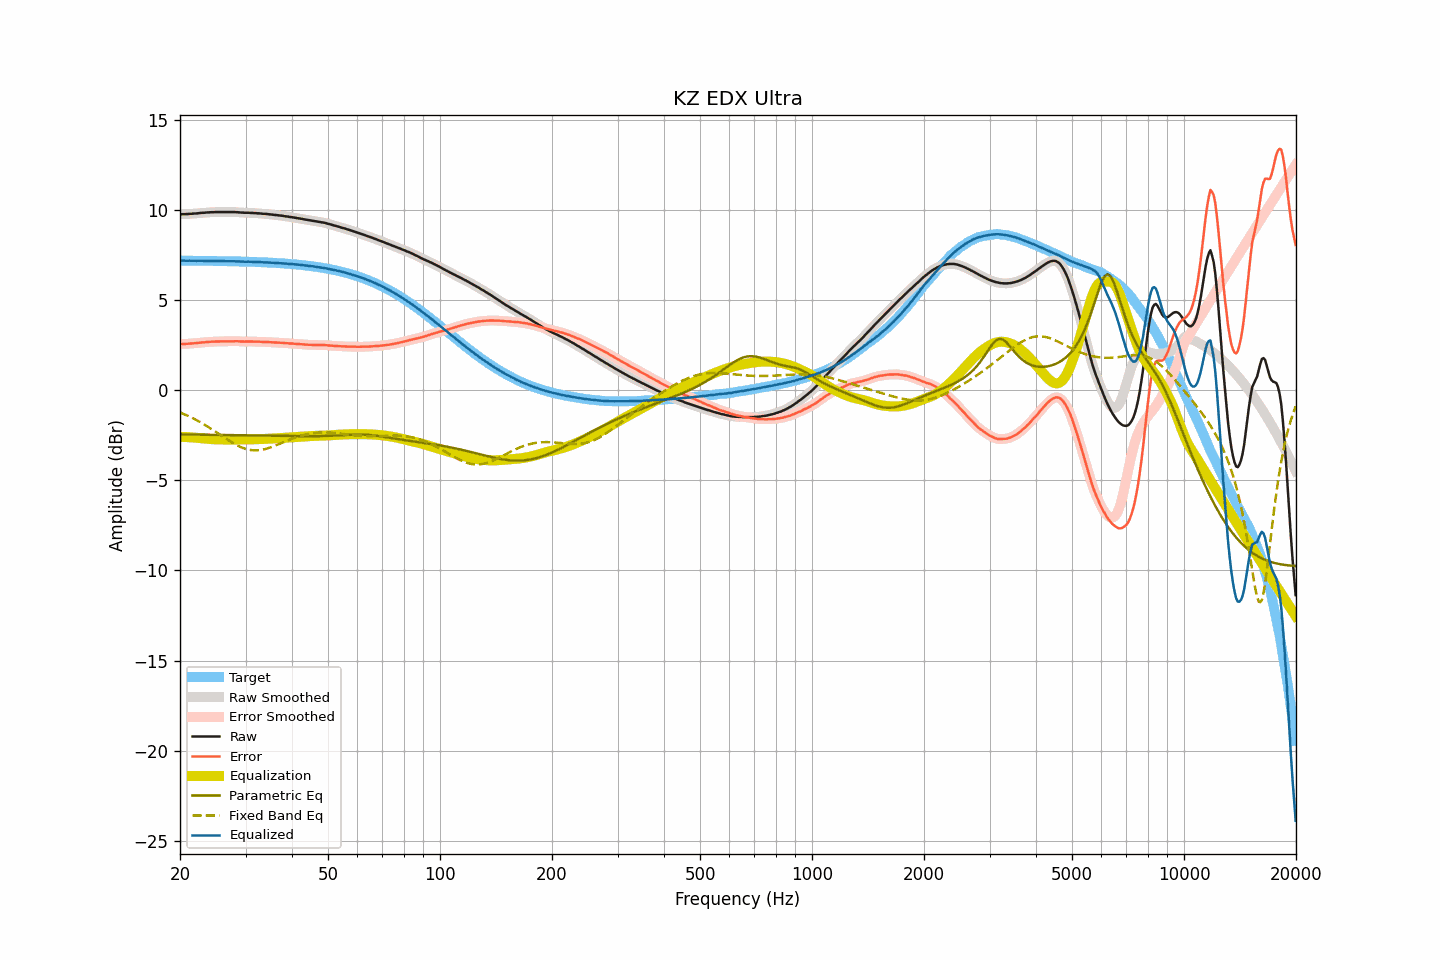 KZ EDX Ultra
15
10
5
0
−5
−10
−15
−20
−25
Amplitude (dBr)
Target
Raw Smoothed
Error Smoothed
Raw
Error
Equalization
Parametric Eq
Fixed Band Eq
Equalized
20 50 100 200 500 1000 2000 5000 10000 20000
Frequency (Hz)